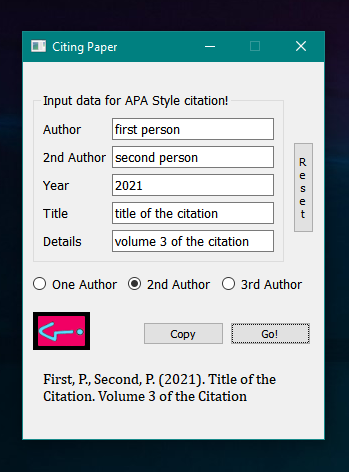 Citing Paper
Input data for APA Style citation!
Author first person
2nd Author second person
Year 2021
Title title of the citation
Details volume 3 of the citation
Reset
One Author 2nd Author 3rd Author
Copy Go!
First, P., Second, P. (2021). Title of the
Citation. Volume 3 of the Citation